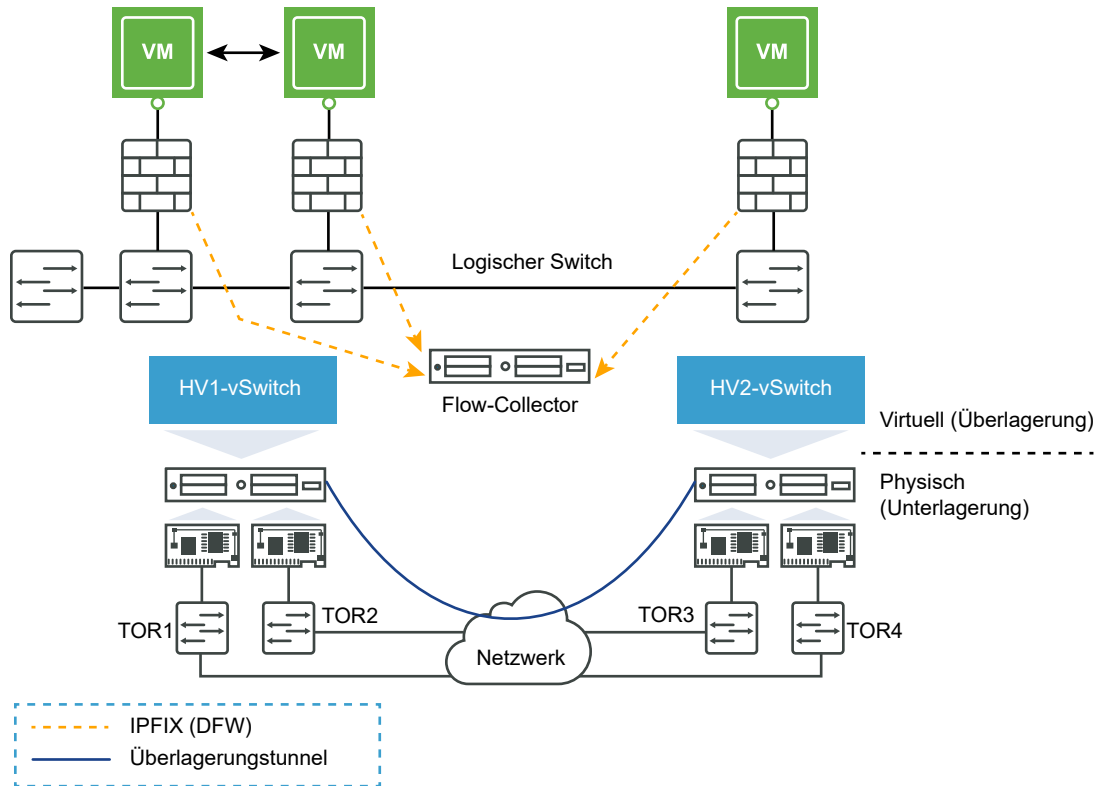 VM
VM
VM
Logischer Switch
HV1-vSwitch
HV2-vSwitch
Flow-Collector
Virtuell (Überlagerung)
Physisch
(Unterlagerung)
TOR1
TOR2
TOR3
TOR4
Netzwerk
IPFIX (DFW)
Überlagerungstunnel